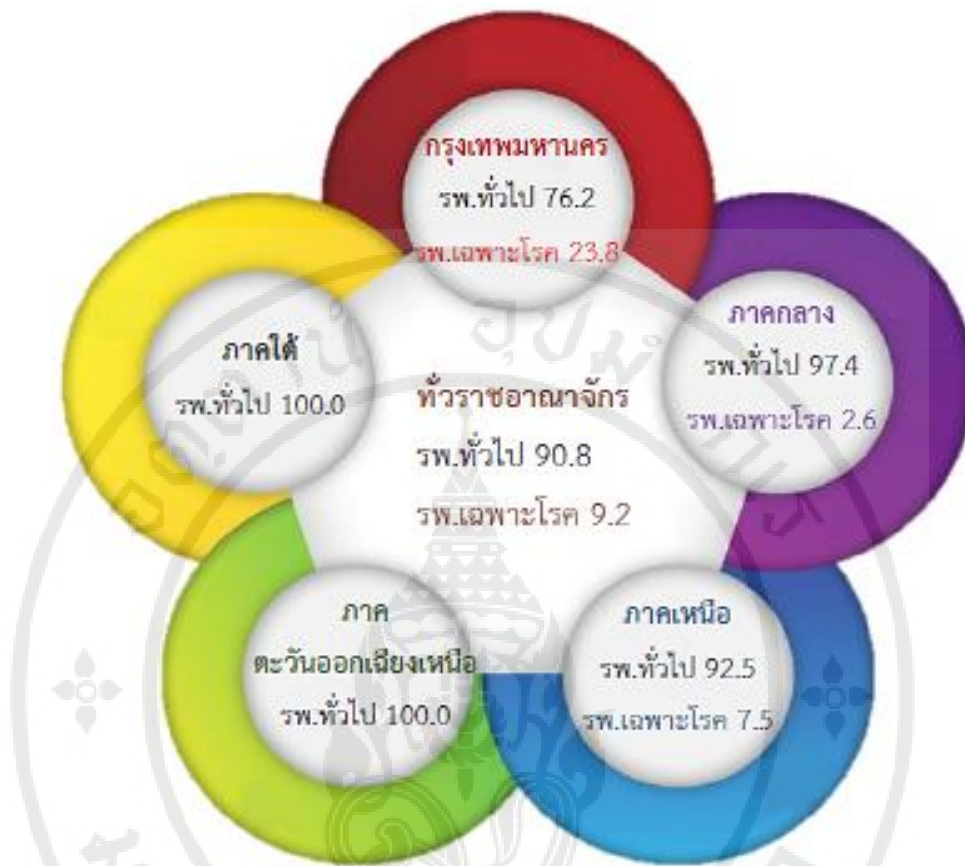 กรุงเทพมหานคร
รพ.ทั่วไป 76.2
รพ.เฉพาะโรค 23.8
ภาคกลาง
รพ.ทั่วไป 97.4
รพ.เฉพาะโรค 2.6
ภาคใต้
รพ.ทั่วไป 100.0
ทั่วราชอาณาจักร
รพ.ทั่วไป 90.8
รพ.เฉพาะโรค 9.2
ภาค
ตะวันออกเฉียงเหนือ
รพ.ทั่วไป 100.0
ภาคเหนือ
รพ.ทั่วไป 92.5
รพ.เฉพาะโรค 7.5